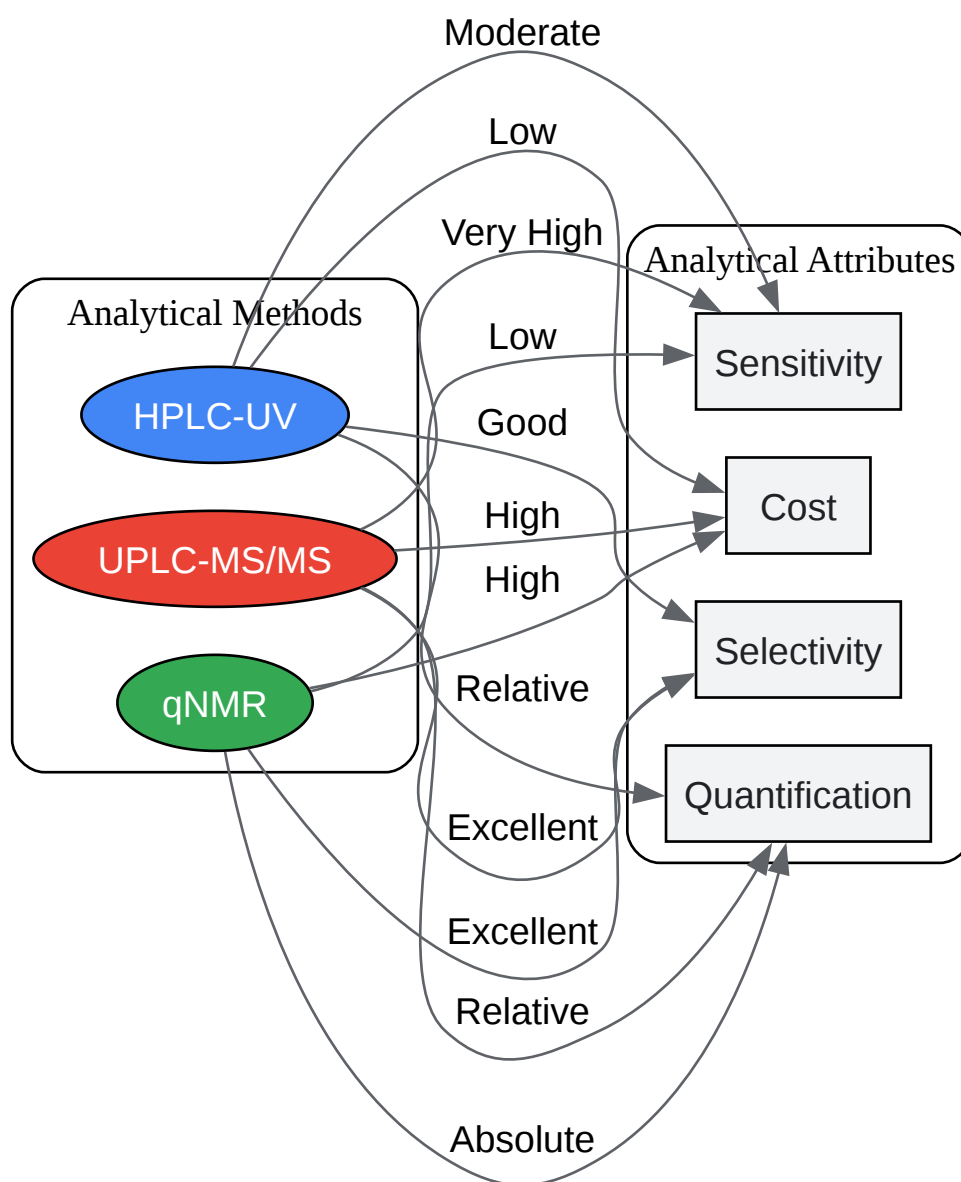 Moderate
Low
Very High
Analytical Attributes
Analytical Methods
Low
Sensitivity
HPLC-UV
Good
Cost
High
UPLC-MS/MS
High
Selectivity
qNMR
Relative
Quantification
Excellent
Excellent
Relative
Absolute